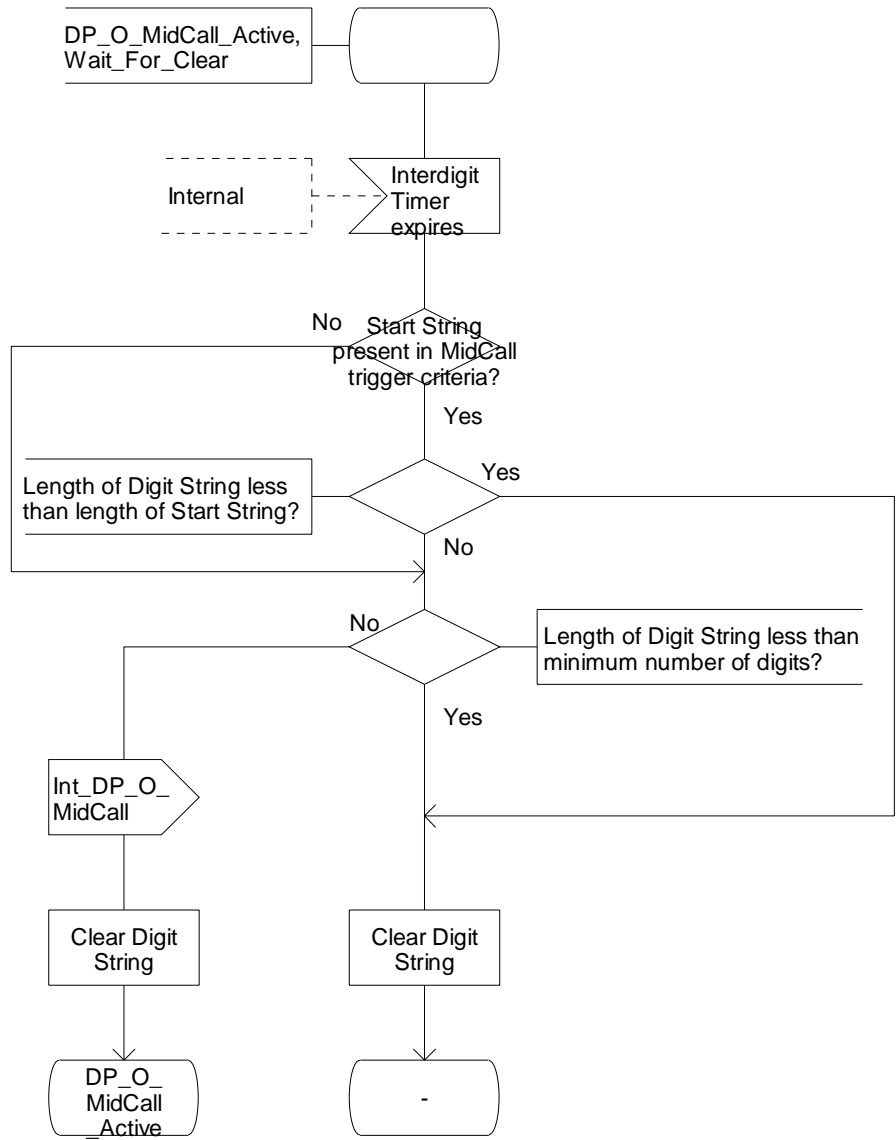 DP_O_MidCall_Active,
Wait_For_Clear
Internal
Interdigit
Timer
expires
No
Start String
present in MidCall
trigger criteria?
Yes
Length of Digit String less
than length of Start String?
Yes
No
No
Length of Digit String less than
minimum number of digits?
Yes
Int_DP_O_
MidCall
Clear Digit
String
Clear Digit
String
DP_O_
MidCall
_Active
-